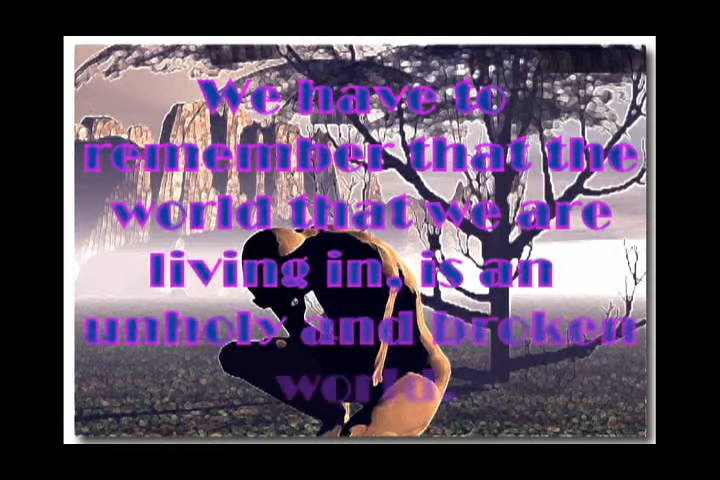 We have to
remember that the
world that we are
living in, is an
unholy and broken
world.